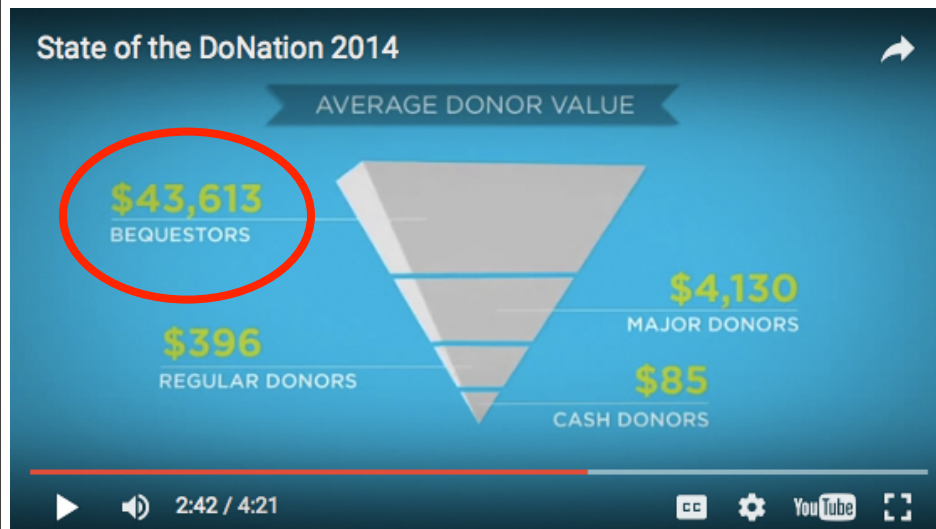 State of the DoNation 2014
AVERAGE DONOR VALUE
$43,613
BEQUESTORS
$4,130
MAJOR DONORS
$396
REGULAR DONORS
$85
CASH DONORS
2:42 / 4:21
CC
YouTube